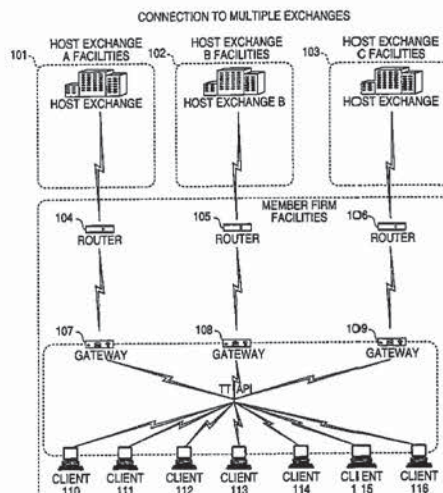 CONNECTION TO MULTIPLE EXCHANGES
101
HOST EXCHANGE
A FACILITIES
HOST EXCHANGE
102
HOST EXCHANGE
B FACILITIES
HOST EXCHANGE B
103
HOST EXCHANGE
C FACILITIES
HOST EXCHANGE
MEMBER FIRM
FACILITIES
104
ROUTER
105
ROUTER
106
ROUTER
107
GATEWAY
108
GATEWAY
109
GATEWAY
TT API
CLIENT
110
CLIENT
111
CLIENT
112
CLIENT
113
CLIENT
114
CLIENT
115
CLIENT
116